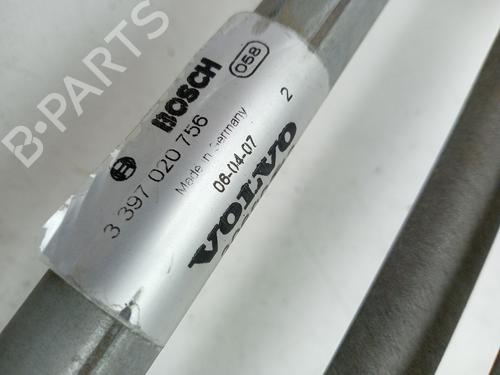 B-PARTS
BOSCH
058
3 397 020 756
Made in Germany
06-04-07
2
VOLVO